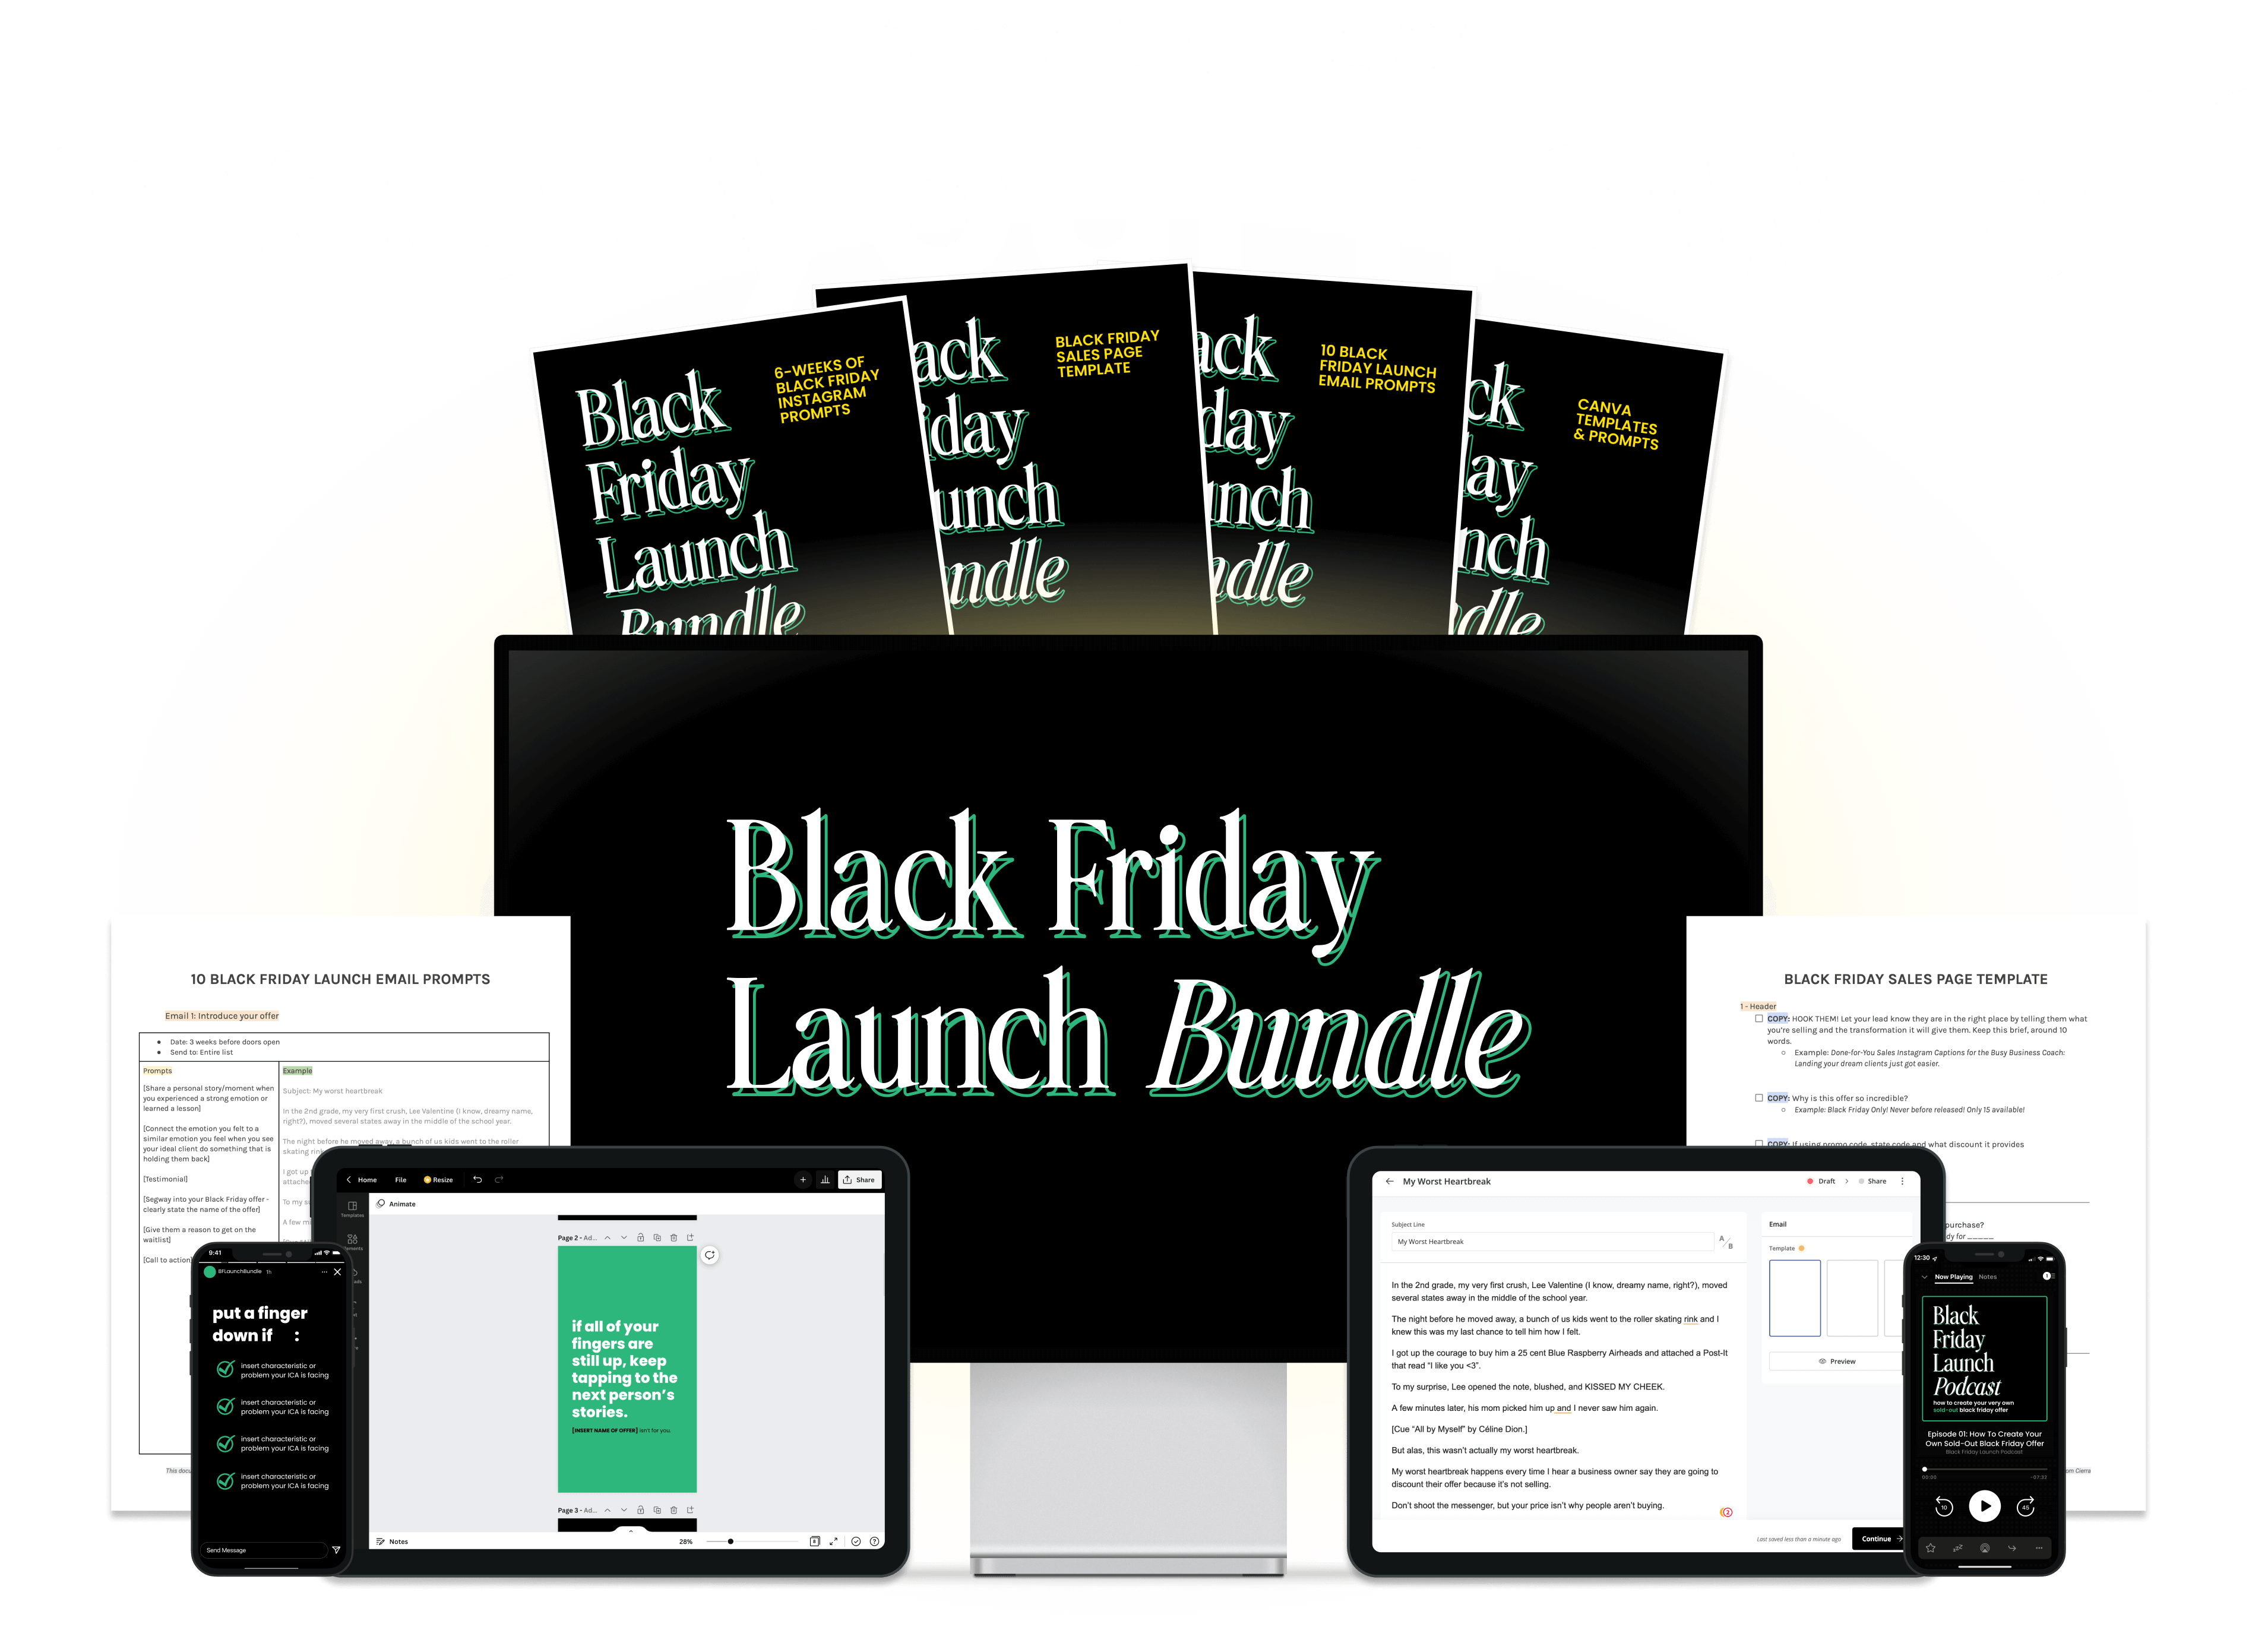 Black
Friday
Launch
Bundle
6-WEEKS OF
BLACK FRIDAY
INSTAGRAM
PROMPTS
BLACK FRIDAY
SALES PAGE
TEMPLATE
10 BLACK
FRIDAY LAUNCH
EMAIL PROMPTS
CANVA
TEMPLATES
& PROMPTS
Black Friday
Launch Bundle
10 BLACK FRIDAY LAUNCH EMAIL PROMPTS
Email 1: Introduce your offer
● Date: 3 weeks before doors open
● Send to: Entire list
Prompts
[Share a personal story/moment when
you experienced a strong emotion or
learned a lesson]
[Connect the emotion you felt to a
similar emotion you feel when you see
your ideal client do something that is
holding them back]
[Testimonial]
[Segway into your Black Friday offer -
clearly state the name of the offer]
[Give them a reason to get on the
waitlist]
[Call to action]
Example
Subject: My worst heartbreak
In the 2nd grade, my very first crush, Lee Valentine (I know, dreamy name,
right?), moved several states away in the middle of the school year.
The night before he moved away, a bunch of us kids went to the roller
skating rink
I got up
To my
A few
This
BLACK FRIDAY SALES PAGE TEMPLATE
1 - Header
COPY: HOOK THEM! Let your lead know they are in the right place by telling them what
you're selling and the transformation it will give them. Keep this brief, around 10
words.
○ Example: Done-for-You Sales Instagram Captions for the Busy Business Coach:
Landing your dream clients just got easier.
COPY: Why is this offer so incredible?
○ Example: Black Friday Only! Never before released! Only 15 available!
COPY: If using promo code, state code and what discount it provides
purchase?
for _____
Cierra
9:41
BFLaunchBundle 1h
put a finger
down if :
insert characteristic or
problem your ICA is facing
insert characteristic or
problem your ICA is facing
insert characteristic or
problem your ICA is facing
insert characteristic or
problem your ICA is facing
Send Message
Home File Resize Share
Templates
Animate
Page 2 - Ad...
if all of your
fingers are
still up, keep
tapping to the
next person's
stories.
[INSERT NAME OF OFFER] isn't for you.
Page 3 - Ad...
Notes 28%
My Worst Heartbreak Draft Share
Subject Line
My Worst Heartbreak
A/B
In the 2nd grade, my very first crush, Lee Valentine (I know, dreamy name, right?), moved
several states away in the middle of the school year.
The night before he moved away, a bunch of us kids went to the roller skating rink and I
knew this was my last chance to tell him how I felt.
I got up the courage to buy him a 25 cent Blue Raspberry Airheads and attached a Post-It
that read "I like you <3".
To my surprise, Lee opened the note, blushed, and KISSED MY CHEEK.
A few minutes later, his mom picked him up and I never saw him again.
[Cue "All by Myself" by Céline Dion.]
But alas, this wasn't actually my worst heartbreak.
My worst heartbreak happens every time I hear a business owner say they are going to
discount their offer because it's not selling.
Don't shoot the messenger, but your price isn't why people aren't buying.
Email
Template
Preview
Last saved less than a minute ago
Continue
12:30
Now Playing Notes
Black
Friday
Launch
Podcast
how to create your very own
sold-out black friday offer
Episode 01: How To Create Your
Own Sold-Out Black Friday Offer
Black Friday Launch Podcast
00:00 -07:33
10 45